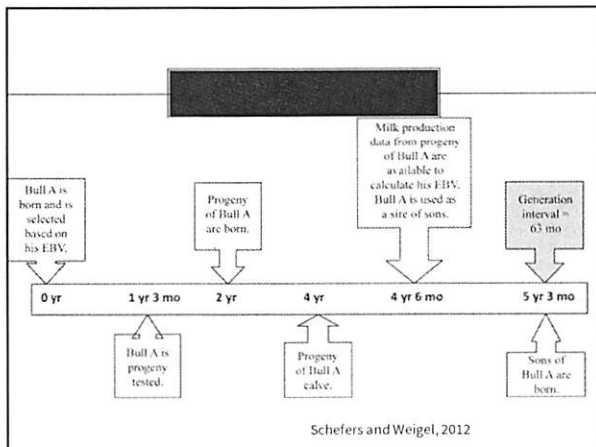 Milk production
data from progeny
of Bull A are
available to
calculate his EBV.
Bull A is used as
a sire of sons.
Bull A is
born and is
selected
based on
his EBV.
Progeny
of Bull A
are born.
Generation
interval =
63 mo
0 yr 1 yr 3 mo 2 yr 4 yr 4 yr 6 mo 5 yr 3 mo
Bull A is
progeny
tested.
Progeny
of Bull A
calve.
Sons of
Bull A are
born.
Schefers and Weigel, 2012